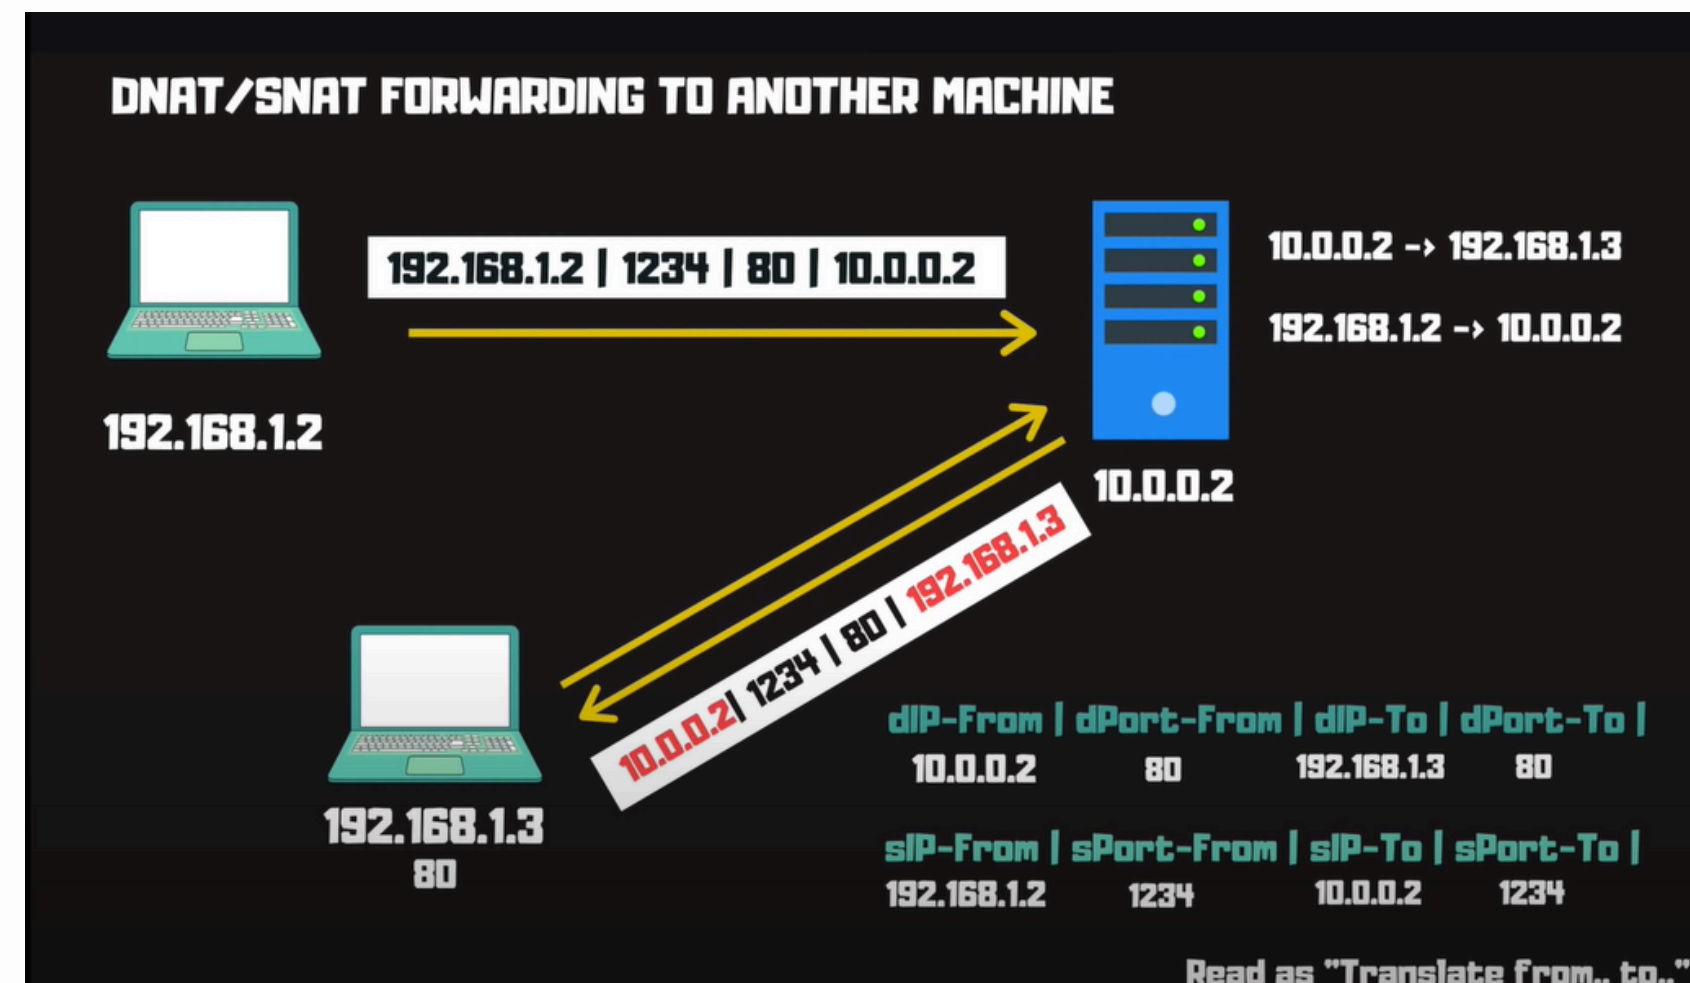 DNAT/SNAT FORWARDING TO ANOTHER MACHINE
192.168.1.2 | 1234 | 80 | 10.0.0.2
10.0.0.2 -> 192.168.1.3
192.168.1.2 -> 10.0.0.2
192.168.1.2
10.0.0.2
10.0.0.2| 1234 | 80 | 192.168.1.3
192.168.1.3
80
dIP-From | dPort-From | dIP-To | dPort-To |
10.0.0.2 80 192.168.1.3 80
sIP-From | sPort-From | sIP-To | sPort-To |
192.168.1.2 1234 10.0.0.2 1234
Read as "Translate from.. to.."